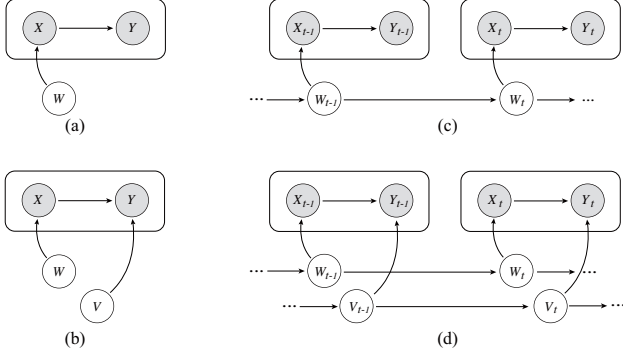 X Y X_{t-1} Y_{t-1} X_t Y_t
W ... W_{t-1} W_t ...
(a) (c)
X Y X_{t-1} Y_{t-1} X_t Y_t
W ... W_{t-1} W_t ...
V ... V_{t-1} V_t ...
(b) (d)